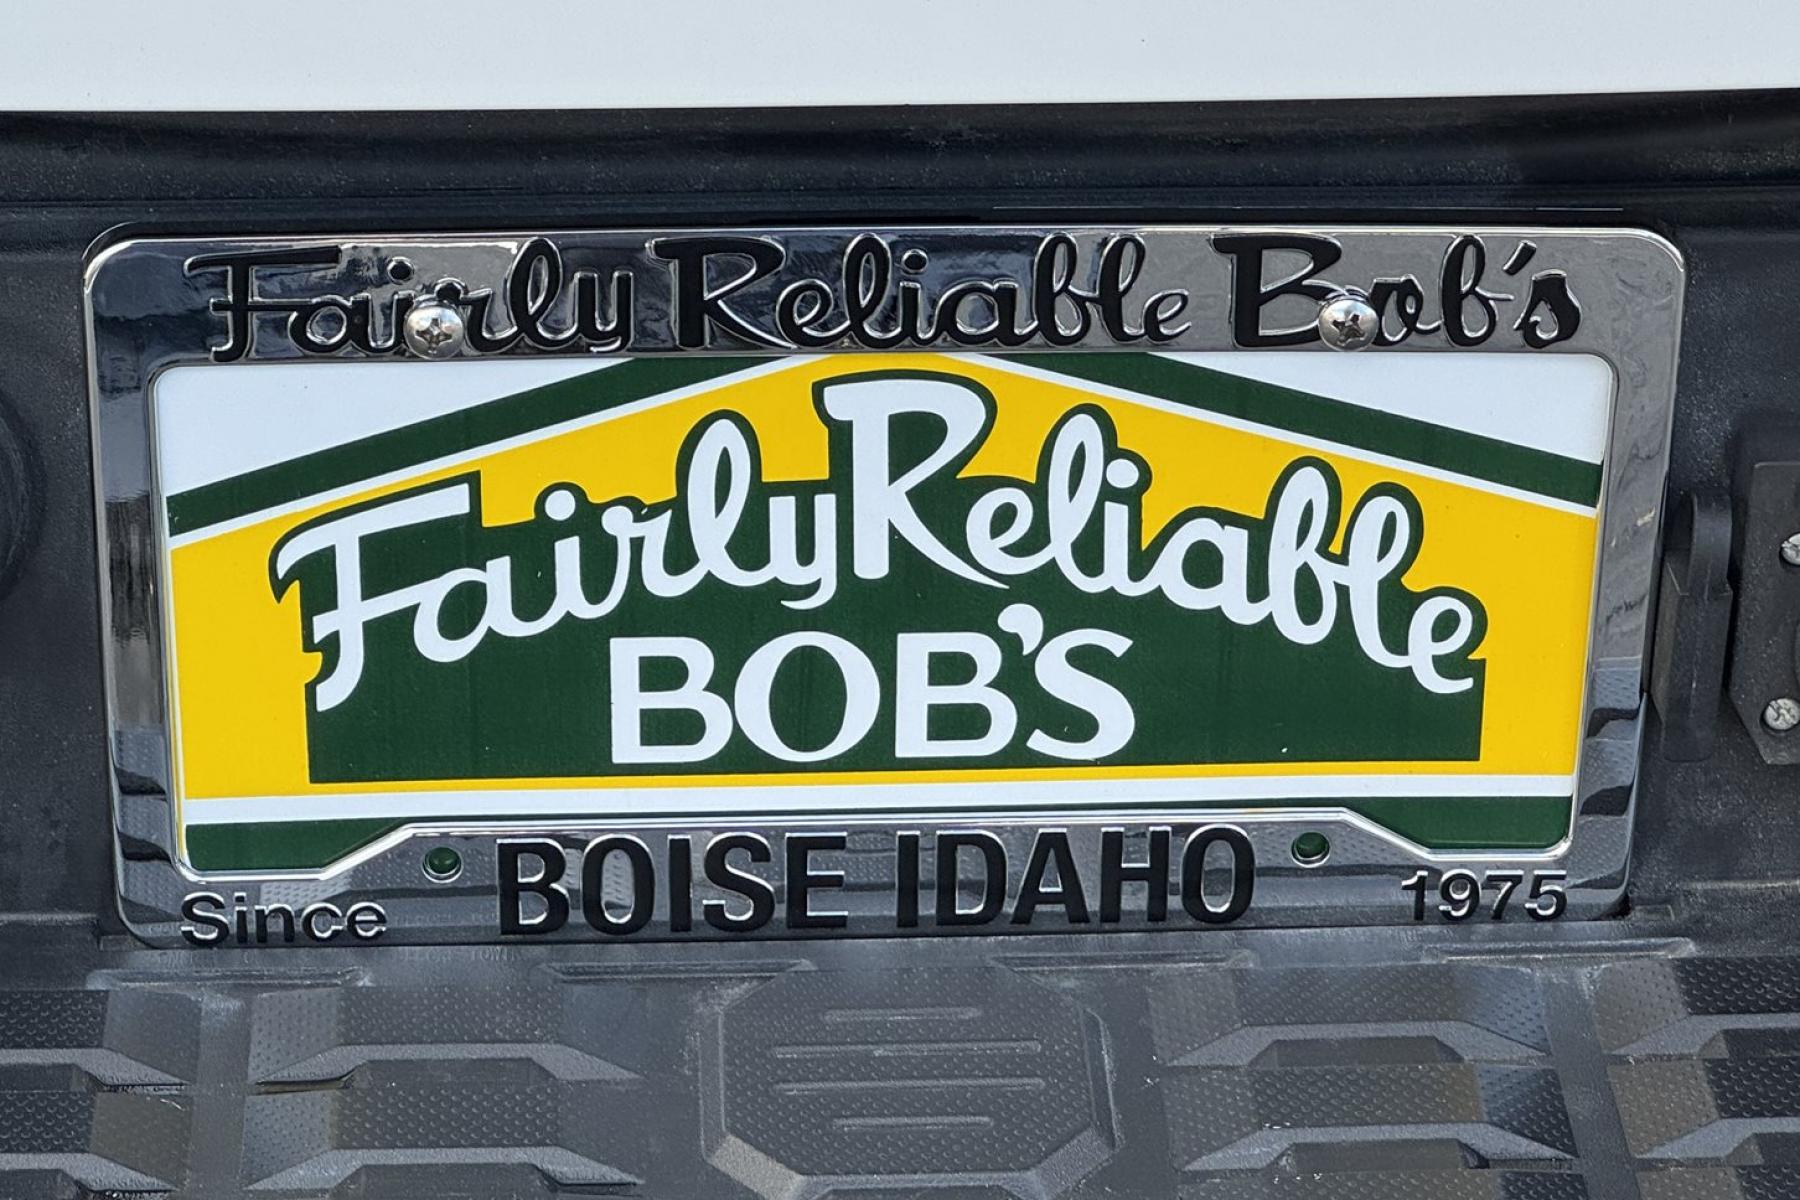 Fairly Reliable Bob's
Fairly Reliable
BOB'S
BOISE IDAHO
Since 1975